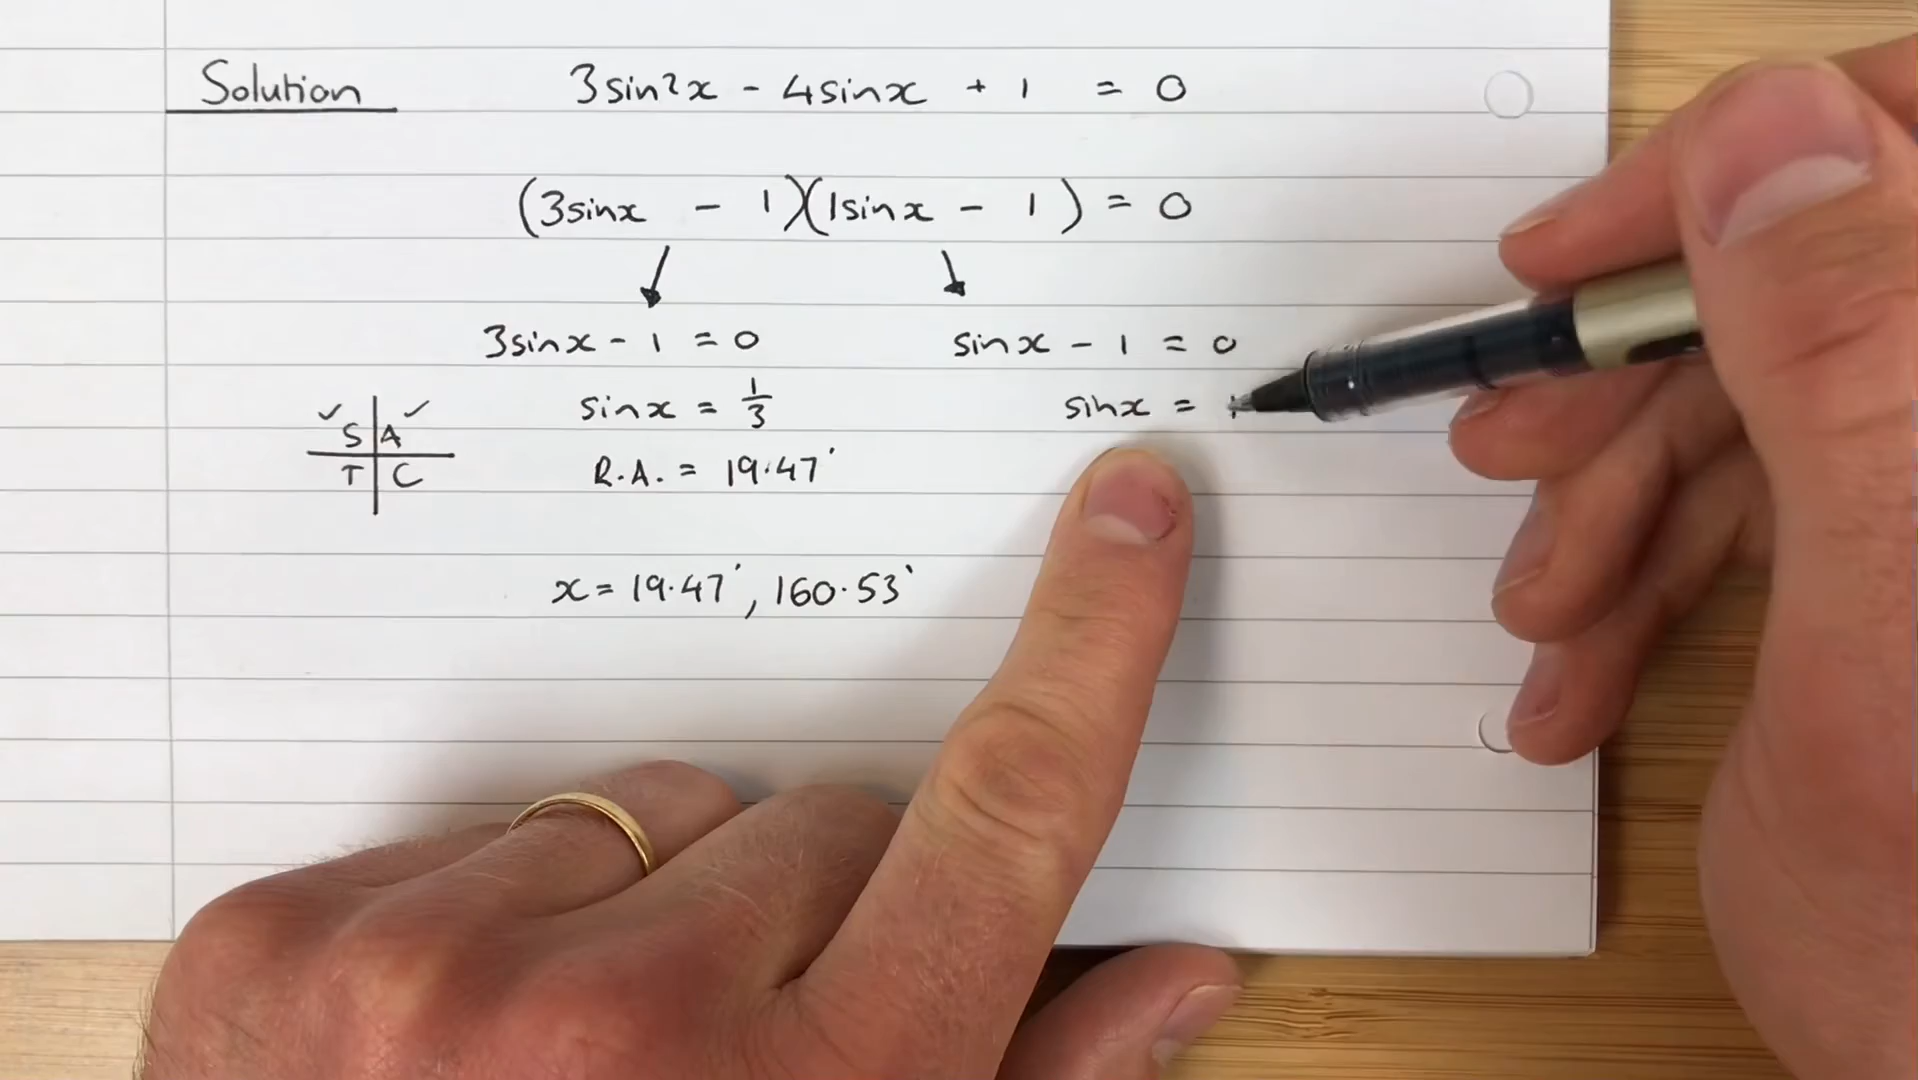 Solution 3sin²x - 4sinx + 1 = 0
(3sinx - 1)(1sinx - 1) = 0
3sinx - 1 = 0
sinx - 1 = 0
✓ ✓
S A
T C
sinx = 1/3
R.A. = 19.47°
sinx = 1
x = 19.47°, 160.53°